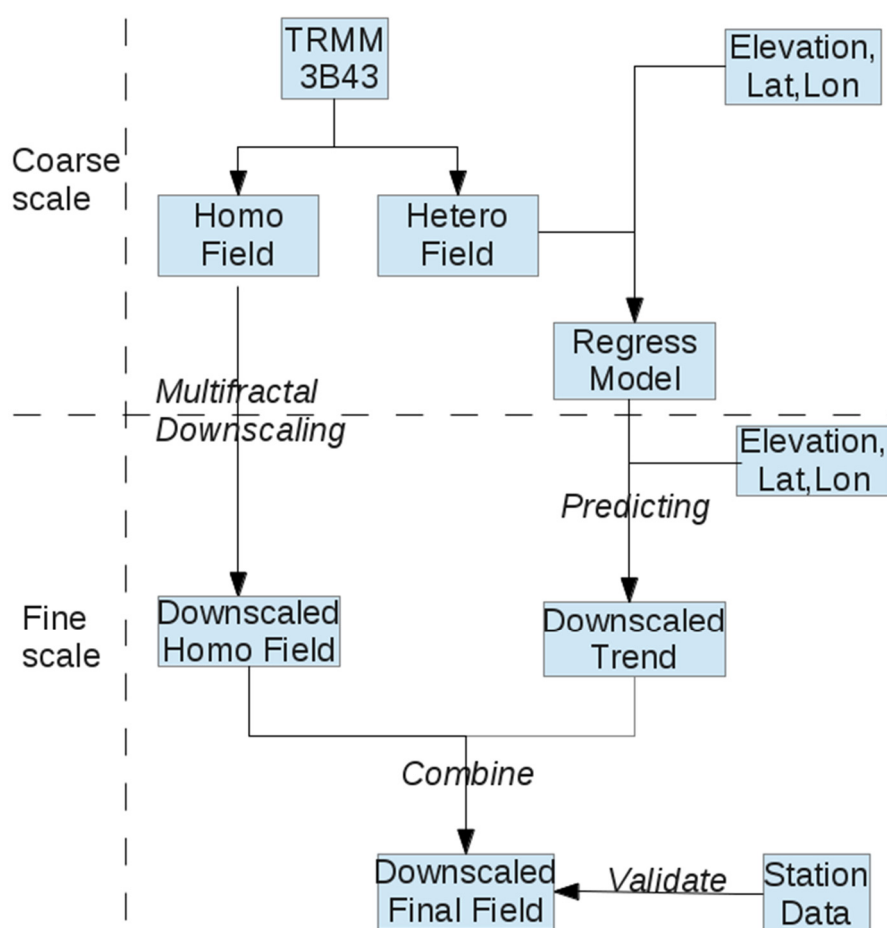 TRMM
3B43
Elevation,
Lat,Lon
Coarse
scale
Homo
Field
Hetero
Field
Regress
Model
Multifractal
Downscaling
Elevation,
Lat,Lon
Predicting
Fine
scale
Downscaled
Homo Field
Downscaled
Trend
Combine
Downscaled
Final Field
Validate
Station
Data